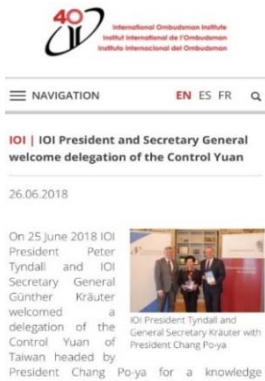 40
International Ombudsman Institute
Institut International de l'Ombudsman
Instituto Internacional del Ombudsman
NAVIGATION EN ES FR
IOI | IOI President and Secretary General
welcome delegation of the Control Yuan
26.06.2018
On 25 June 2018 IOI
President Peter
Tyndall and IOI
Secretary General
Günther Kräuter
welcomed a
delegation of the
Control Yuan of
Taiwan headed by
President Chang Po-ya for a knowledge
IOI President Tyndall and
General Secretary Kräuter with
President Chang Po-ya